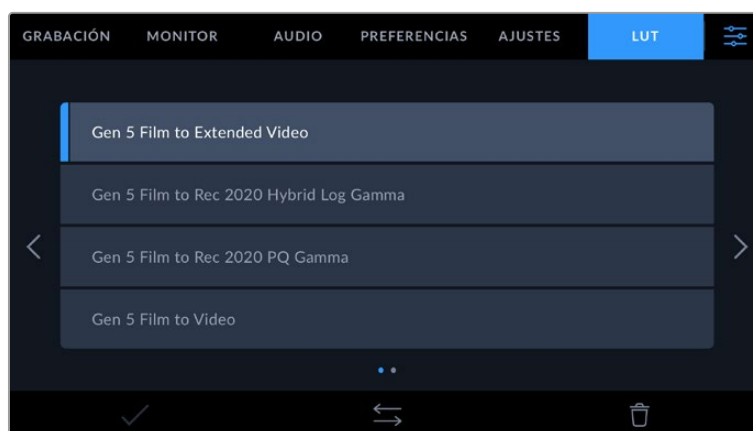 GRABACIÓN MONITOR AUDIO PREFERENCIAS AJUSTES LUT
Gen 5 Film to Extended Video
Gen 5 Film to Rec 2020 Hybrid Log Gamma
Gen 5 Film to Rec 2020 PQ Gamma
Gen 5 Film to Video